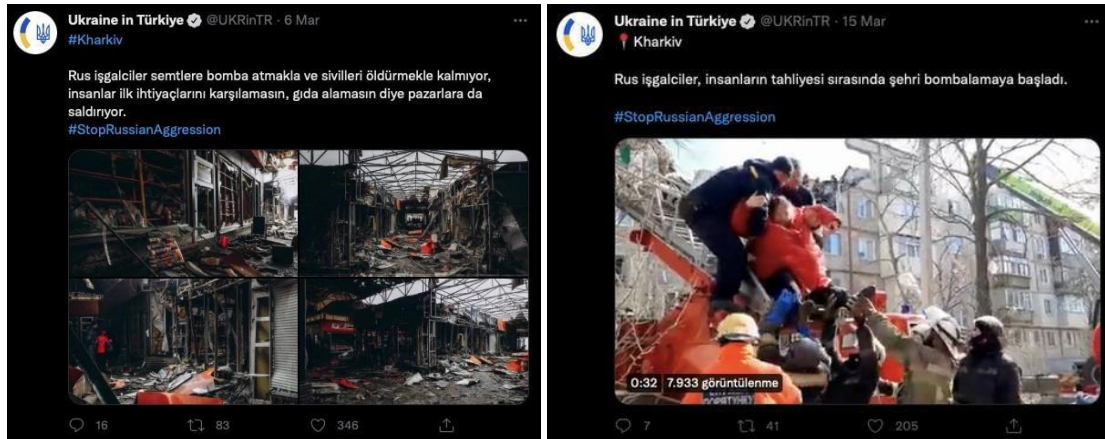 Ukraine in Türkiye @UKRinTR · 6 Mar
#Kharkiv
Rus işgalciler semtlere bomba atmakla ve sivilleri öldürmekle kalmıyor,
insanlar ilk ihtiyaçlarını karşılamasın, gıda alamasın diye pazarlara da
saldırıyor.
#StopRussianAggression
16 83 346
Ukraine in Türkiye @UKRinTR · 15 Mar
Kharkiv
Rus işgalciler, insanların tahliyesi sırasında şehri bombalamaya başladı.
#StopRussianAggression
0:32 7.933 görüntülenme
7 41 205